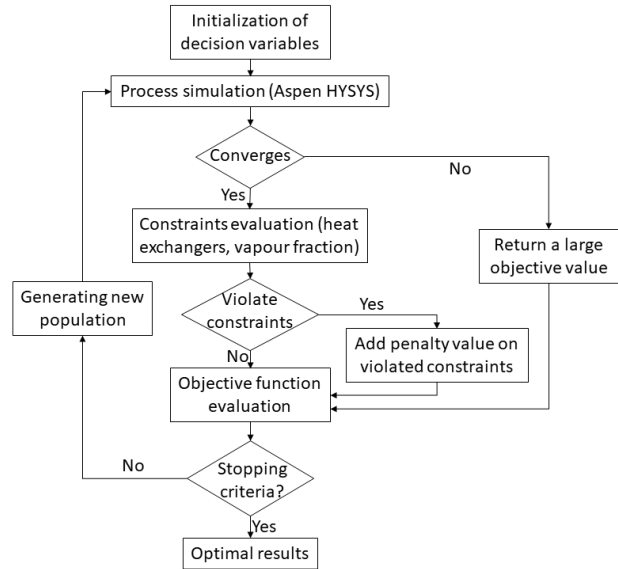 Initialization of
decision variables
Process simulation (Aspen HYSYS)
Converges
No
Yes
Constraints evaluation (heat
exchangers, vapour fraction)
Return a large
objective value
Generating new
population
Violate
constraints
Yes
Add penalty value on
violated constraints
No
Objective function
evaluation
No
Stopping
criteria?
Yes
Optimal results